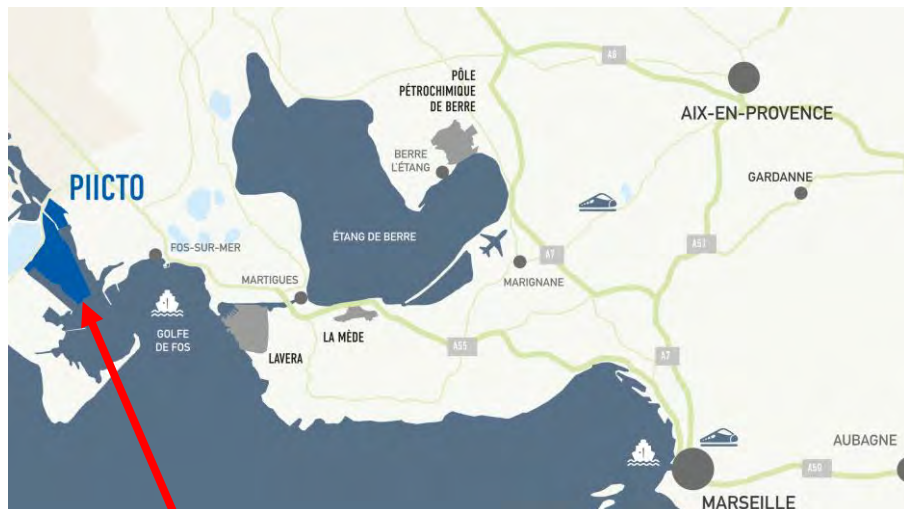 A8
PÔLE
PÉTROCHIMIQUE
DE BERRE
AIX-EN-PROVENCE
BERRE
L'ÉTANG
GARDANNE
PIICTO
ÉTANG DE BERRE
FOS-SUR-MER
A7
A51
MARTIGUES
MARIGNANE
GOLFE
DE FOS
LA MÈDE
LAVERA
A55
A7
AUBAGNE
A50
MARSEILLE